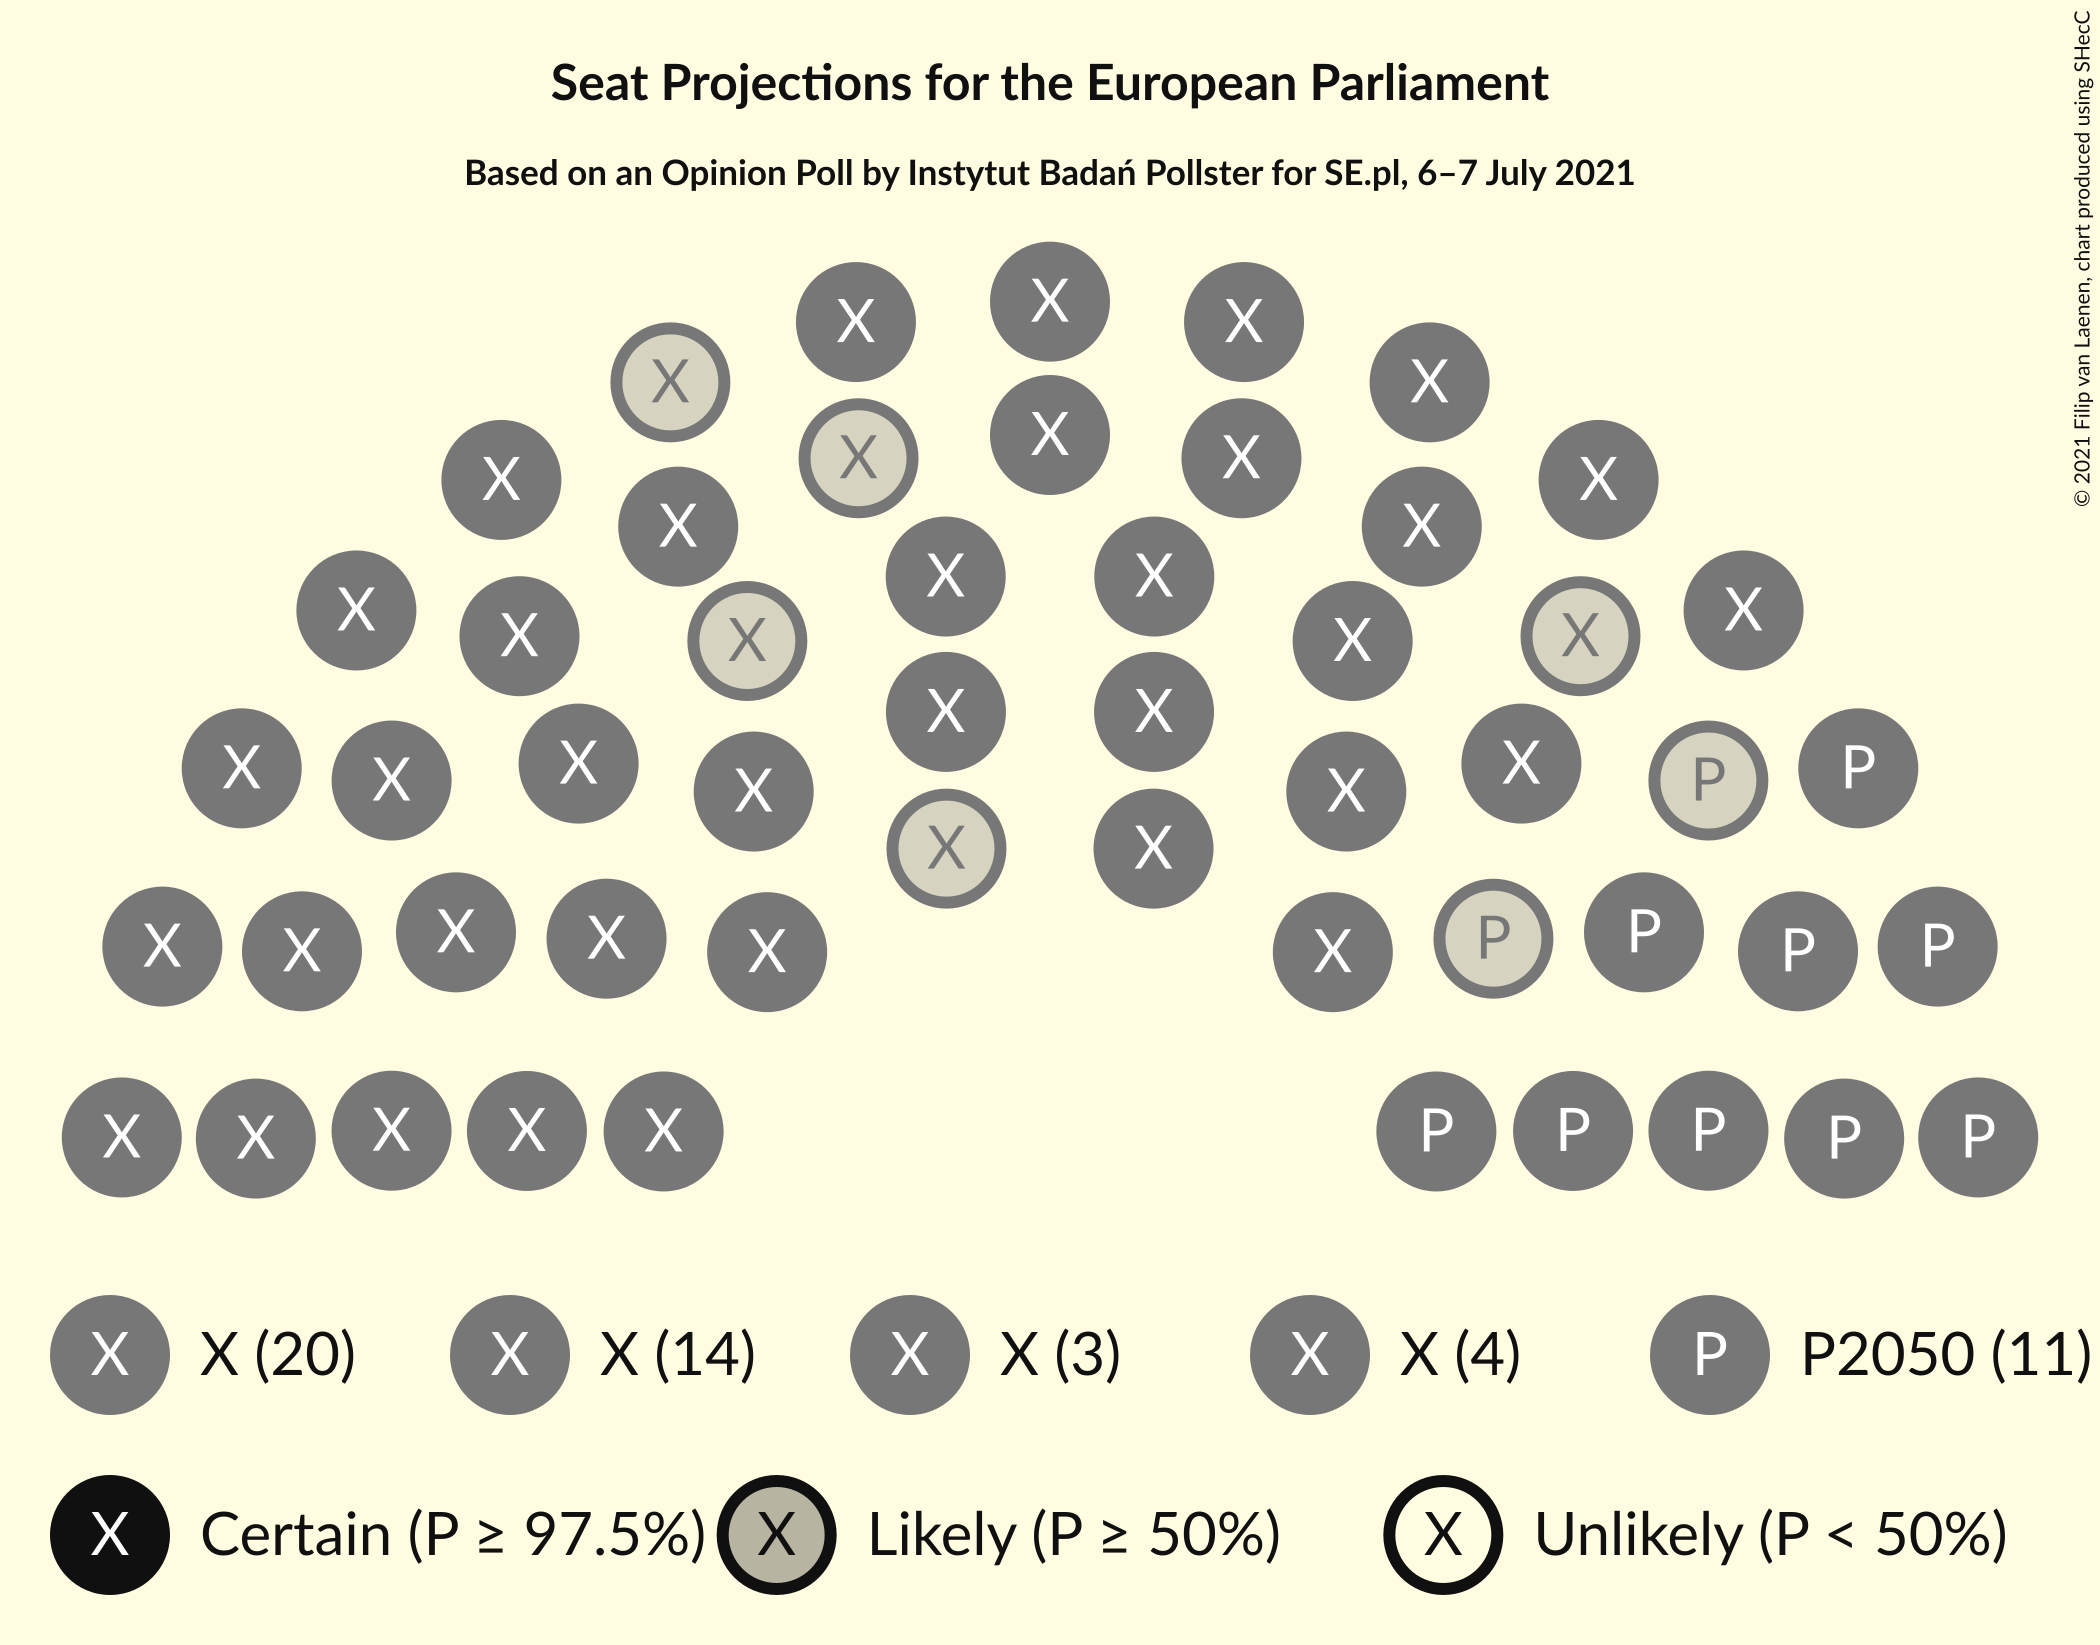 Seat Projections for the European Parliament
Based on an Opinion Poll by Instytut Badań Pollster for SE.pl, 6–7 July 2021
© 2021 Filip van Laenen, chart produced using SHecC
X X X X X
X X X X
X X X X
X X X X
X X X X X X
X X X X P P
X X X X
X X X X X X P P P P
X X X X X P P P P P
X X (20) X X (14) X X (3) X X (4) P P2050 (11)
X Certain (P ≥ 97.5%) X Likely (P ≥ 50%) X Unlikely (P < 50%)